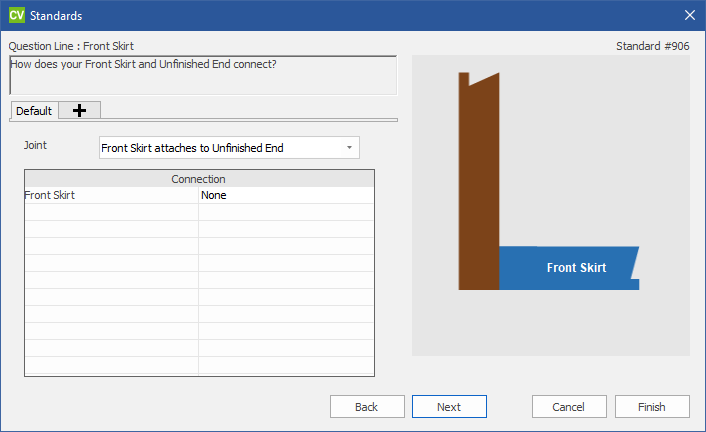 CV Standards
Question Line : Front Skirt
Standard #906
How does your Front Skirt and Unfinished End connect?
Default
Joint
Front Skirt attaches to Unfinished End
Connection
Front Skirt None
Front Skirt
Back Next Cancel Finish